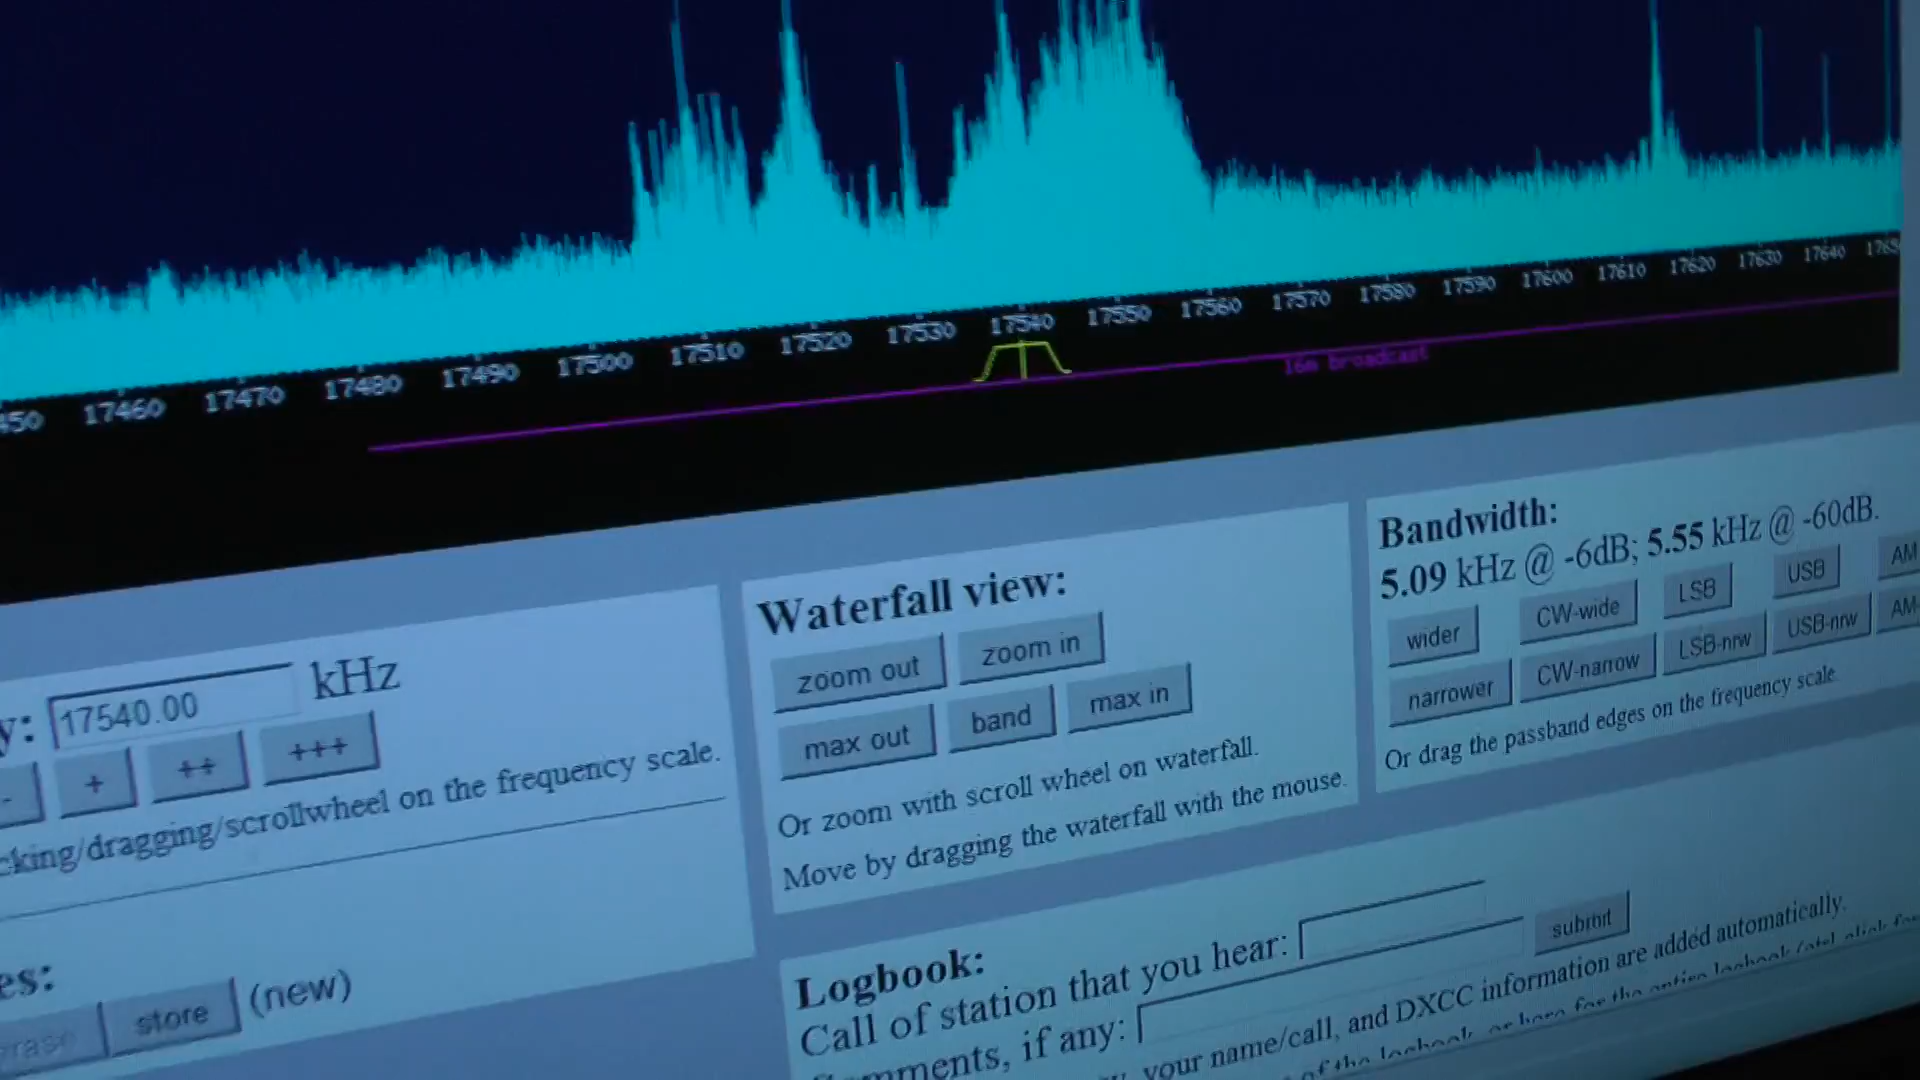 17460 17470 17480 17490 17500 17510 17520 17530 17540 17550 17560 17570 17580 17590 17600 17610 17620 17630 17640
16m broadcast
17540.00 kHz
- + ++ +++
/dragging/scrollwheel on the frequency scale.
store (new)
Waterfall view:
zoom out zoom in
max out band max in
Or zoom with scroll wheel on waterfall.
Move by dragging the waterfall with the mouse.
Bandwidth:
5.09 kHz @ -6dB; 5.55 kHz @ -60dB.
wider CW-wide LSB USB AM
narrower CW-narrow LSB-nrw USB-nrw AM-
Or drag the passband edges on the frequency scale.
Logbook:
Call of station that you hear: submit
if any:
your name/call, and DXCC information are added automatically.